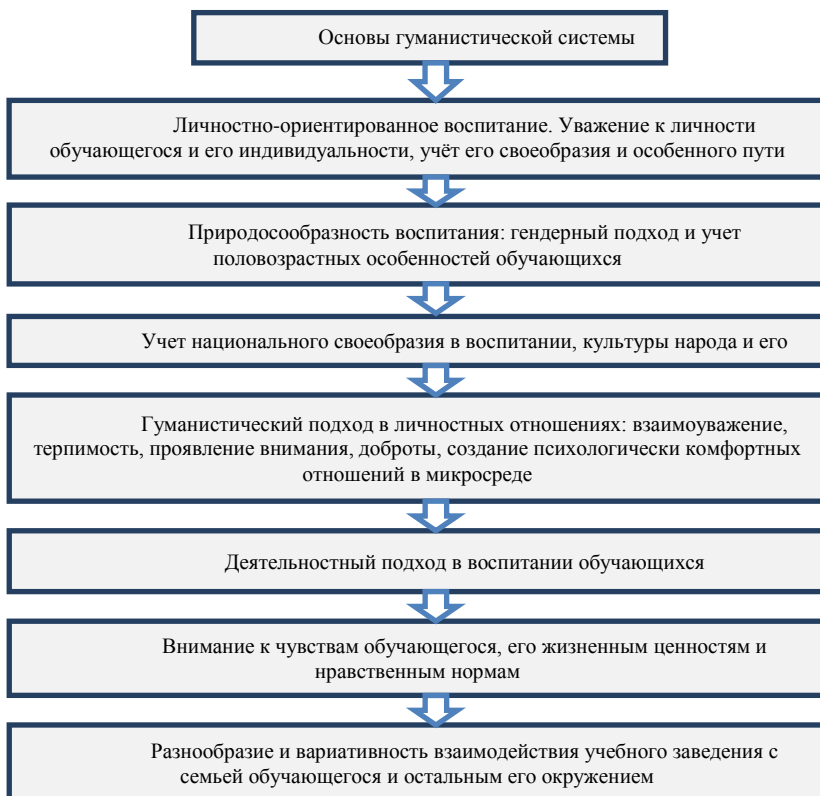 Основы гуманистической системы
Личностно-ориентированное воспитание. Уважение к личности
обучающегося и его индивидуальности, учёт его своеобразия и особенного пути
Природосообразность воспитания: гендерный подход и учет
половозрастных особенностей обучающихся
Учет национального своеобразия в воспитании, культуры народа и его
Гуманистический подход в личностных отношениях: взаимоуважение,
терпимость, проявление внимания, доброты, создание психологически комфортных
отношений в микросреде
Деятельностный подход в воспитании обучающихся
Внимание к чувствам обучающегося, его жизненным ценностям и
нравственным нормам
Разнообразие и вариативность взаимодействия учебного заведения с
семьей обучающегося и остальным его окружением